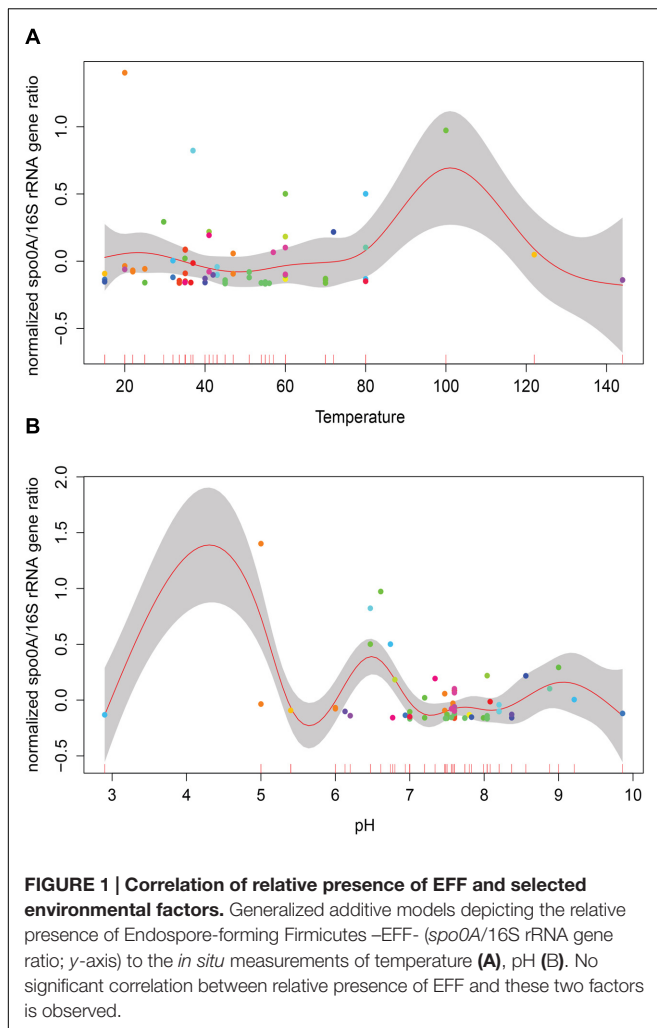 A
normalized spo0A/16S rRNA gene ratio
1.0
0.5
0.0
−0.5
20 40 60 80 100 120 140
Temperature
B
normalized spo0A/16S rRNA gene ratio
2.0
1.5
1.0
0.5
0.0
−0.5
3 4 5 6 7 8 9 10
pH
FIGURE 1 | Correlation of relative presence of EFF and selected
environmental factors. Generalized additive models depicting the relative
presence of Endospore-forming Firmicutes –EFF- (spo0A/16S rRNA gene
ratio; y-axis) to the in situ measurements of temperature (A), pH (B). No
significant correlation between relative presence of EFF and these two factors
is observed.